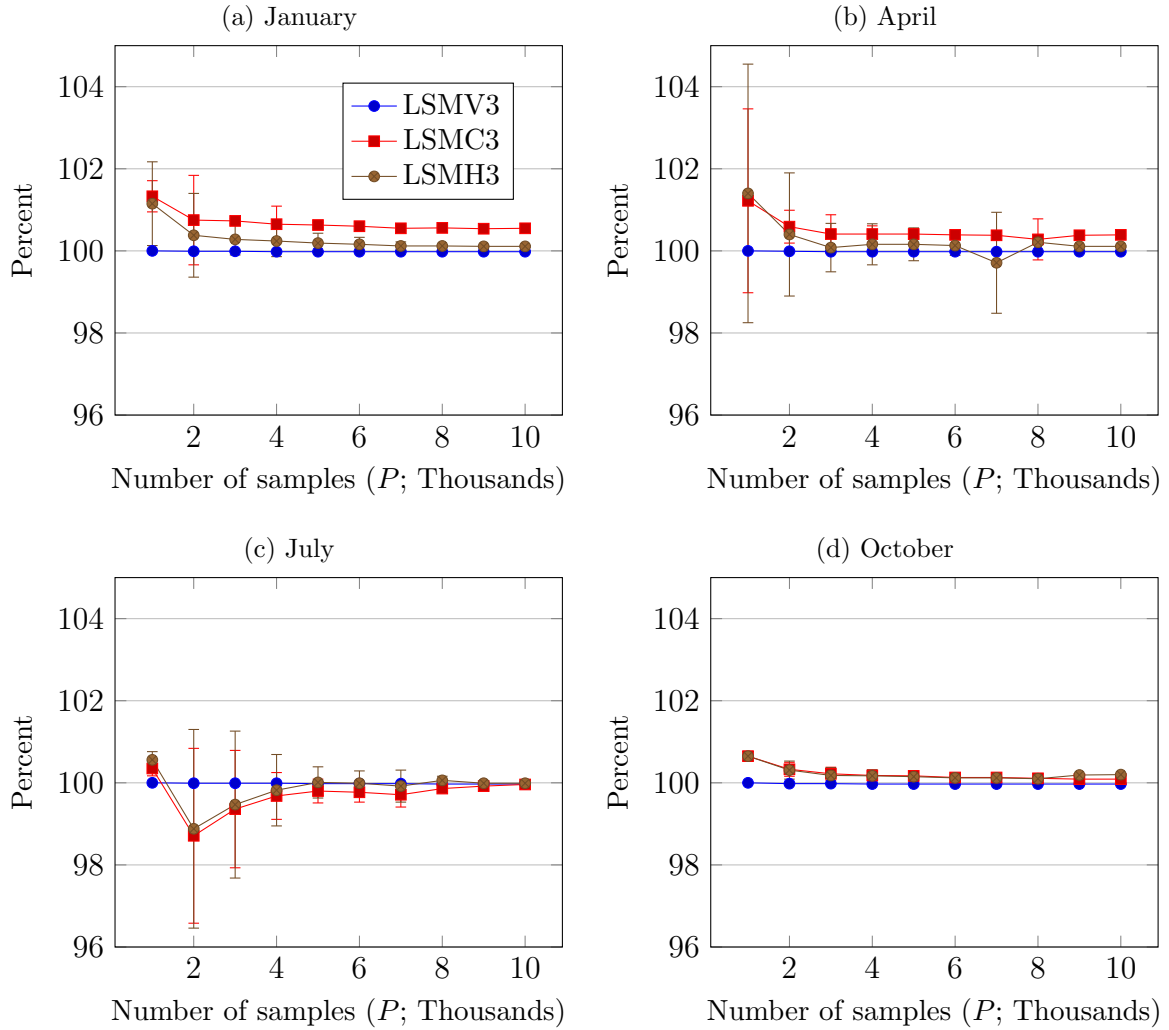 (a) January
104
102
100
98
96
Percent
LSMV3
LSMC3
LSMH3
2 4 6 8 10
Number of samples (P; Thousands)
(b) April
104
102
100
98
96
Percent
2 4 6 8 10
Number of samples (P; Thousands)
(c) July
104
102
100
98
96
Percent
2 4 6 8 10
Number of samples (P; Thousands)
(d) October
104
102
100
98
96
Percent
2 4 6 8 10
Number of samples (P; Thousands)